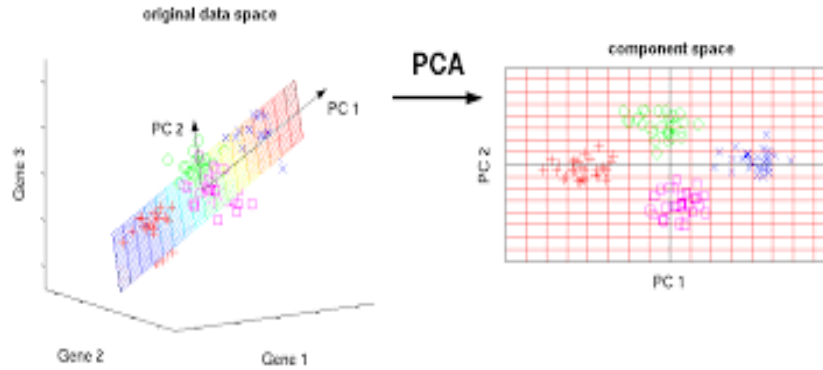 original data space
PCA
component space
PC 1
PC 2
Gene 3
PC 2
Gene 2
Gene 1
PC 1